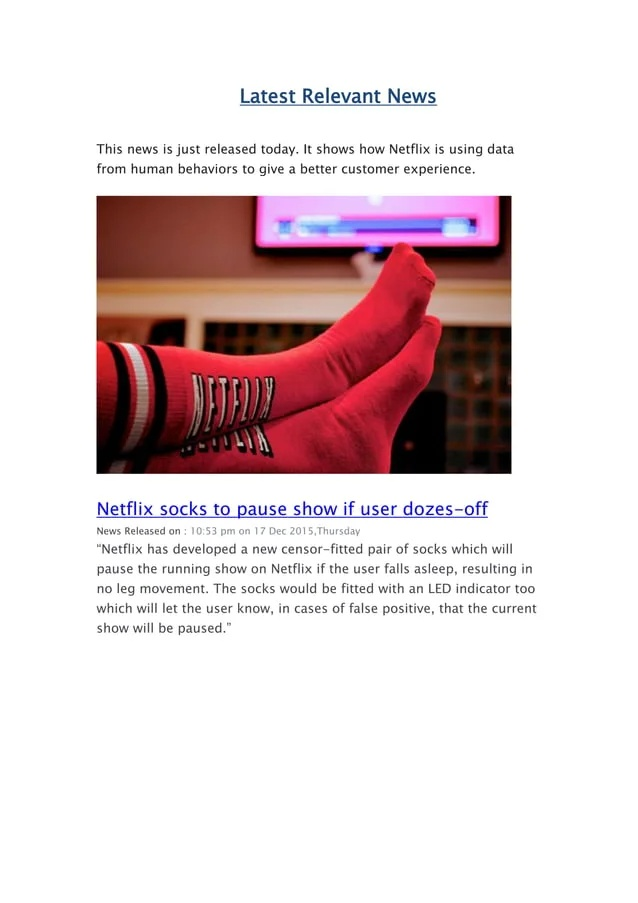 Latest Relevant News
This news is just released today. It shows how Netflix is using data
from human behaviors to give a better customer experience.
NETFLIX
NETFLIX
Netflix socks to pause show if user dozes-off
News Released on : 10:53 pm on 17 Dec 2015,Thursday
“Netflix has developed a new censor-fitted pair of socks which will
pause the running show on Netflix if the user falls asleep, resulting in
no leg movement. The socks would be fitted with an LED indicator too
which will let the user know, in cases of false positive, that the current
show will be paused.”